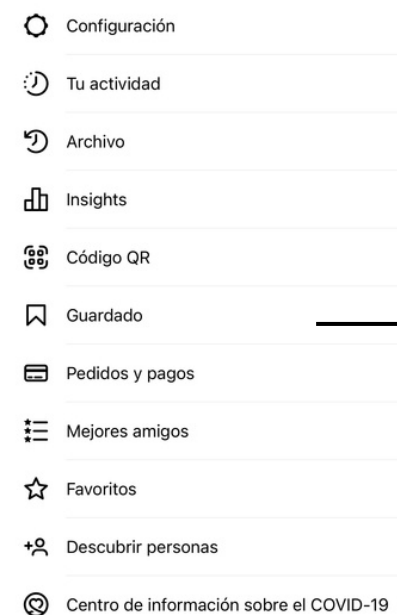 Configuración
Tu actividad
Archivo
Insights
Código QR
Guardado
Pedidos y pagos
Mejores amigos
Favoritos
Descubrir personas
Centro de información sobre el COVID-19